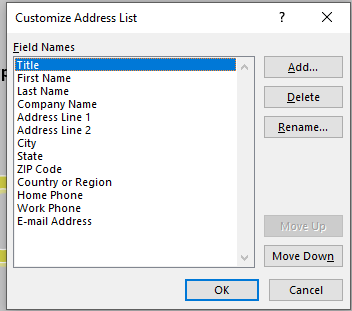 Customize Address List
Field Names
Title
First Name
Last Name
Company Name
Address Line 1
Address Line 2
City
State
ZIP Code
Country or Region
Home Phone
Work Phone
E-mail Address
Add...
Delete
Rename...
Move Up
Move Down
OK
Cancel